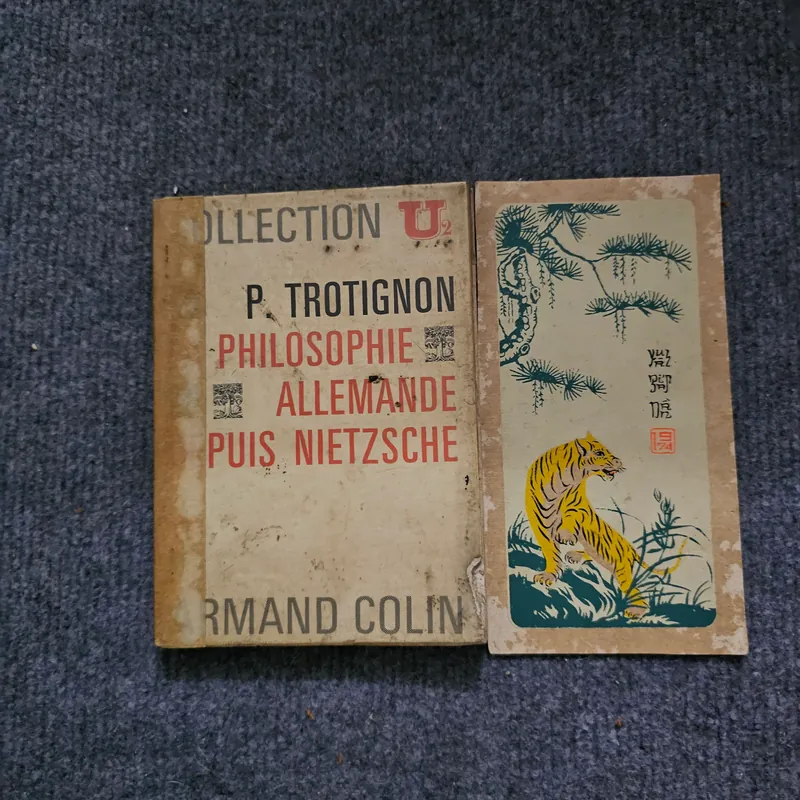 OLLECTION U2
P. TROTIGNON
PHILOSOPHIE
ALLEMANDE
PUIS NIETZSCHE
RMAND COLIN
1974